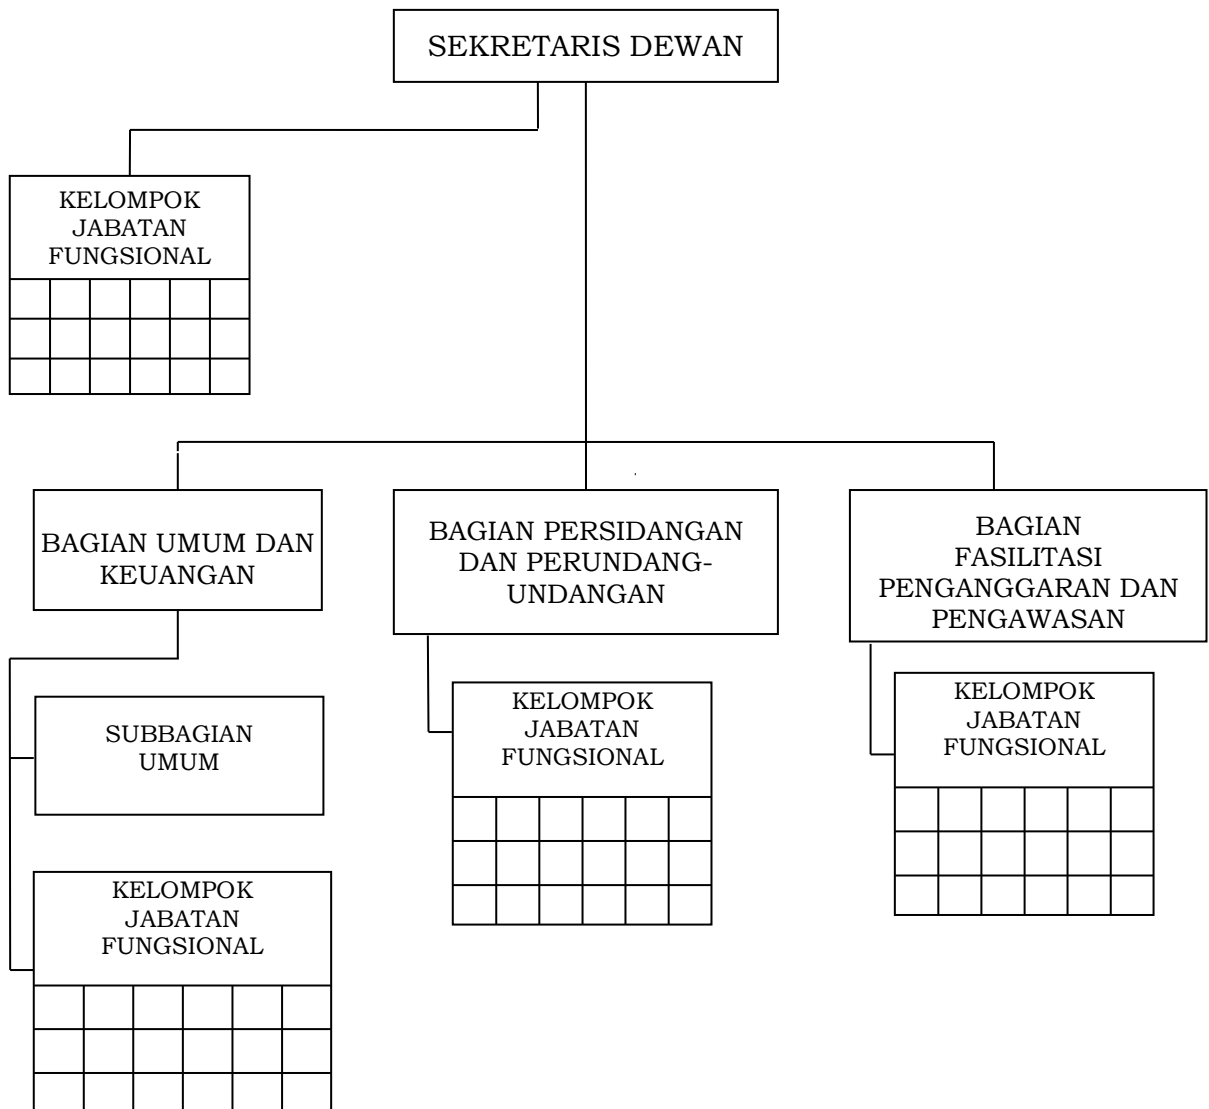 SEKRETARIS DEWAN
KELOMPOK
JABATAN
FUNGSIONAL
BAGIAN UMUM DAN
KEUANGAN
BAGIAN PERSIDANGAN
DAN PERUNDANG-
UNDANGAN
BAGIAN
FASILITASI
PENGANGGARAN DAN
PENGAWASAN
SUBBAGIAN
UMUM
KELOMPOK
JABATAN
FUNGSIONAL
KELOMPOK
JABATAN
FUNGSIONAL
KELOMPOK
JABATAN
FUNGSIONAL